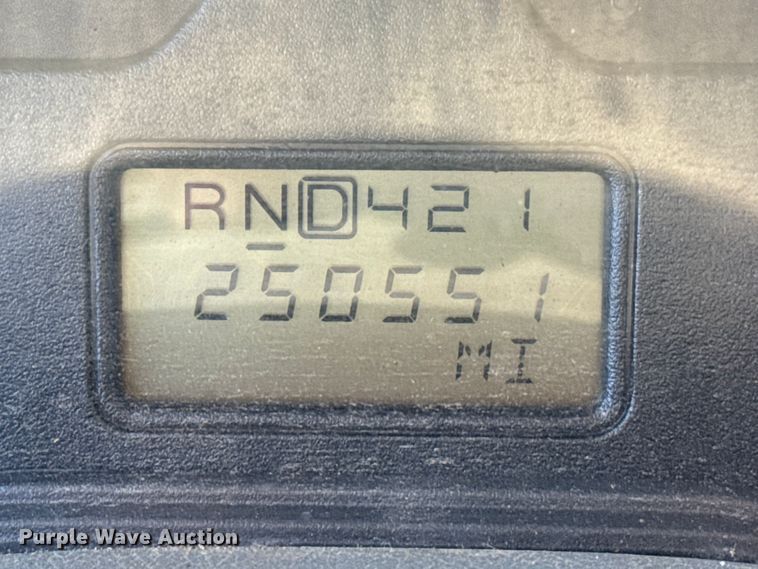 RND421
250551
MI
Purple Wave Auction